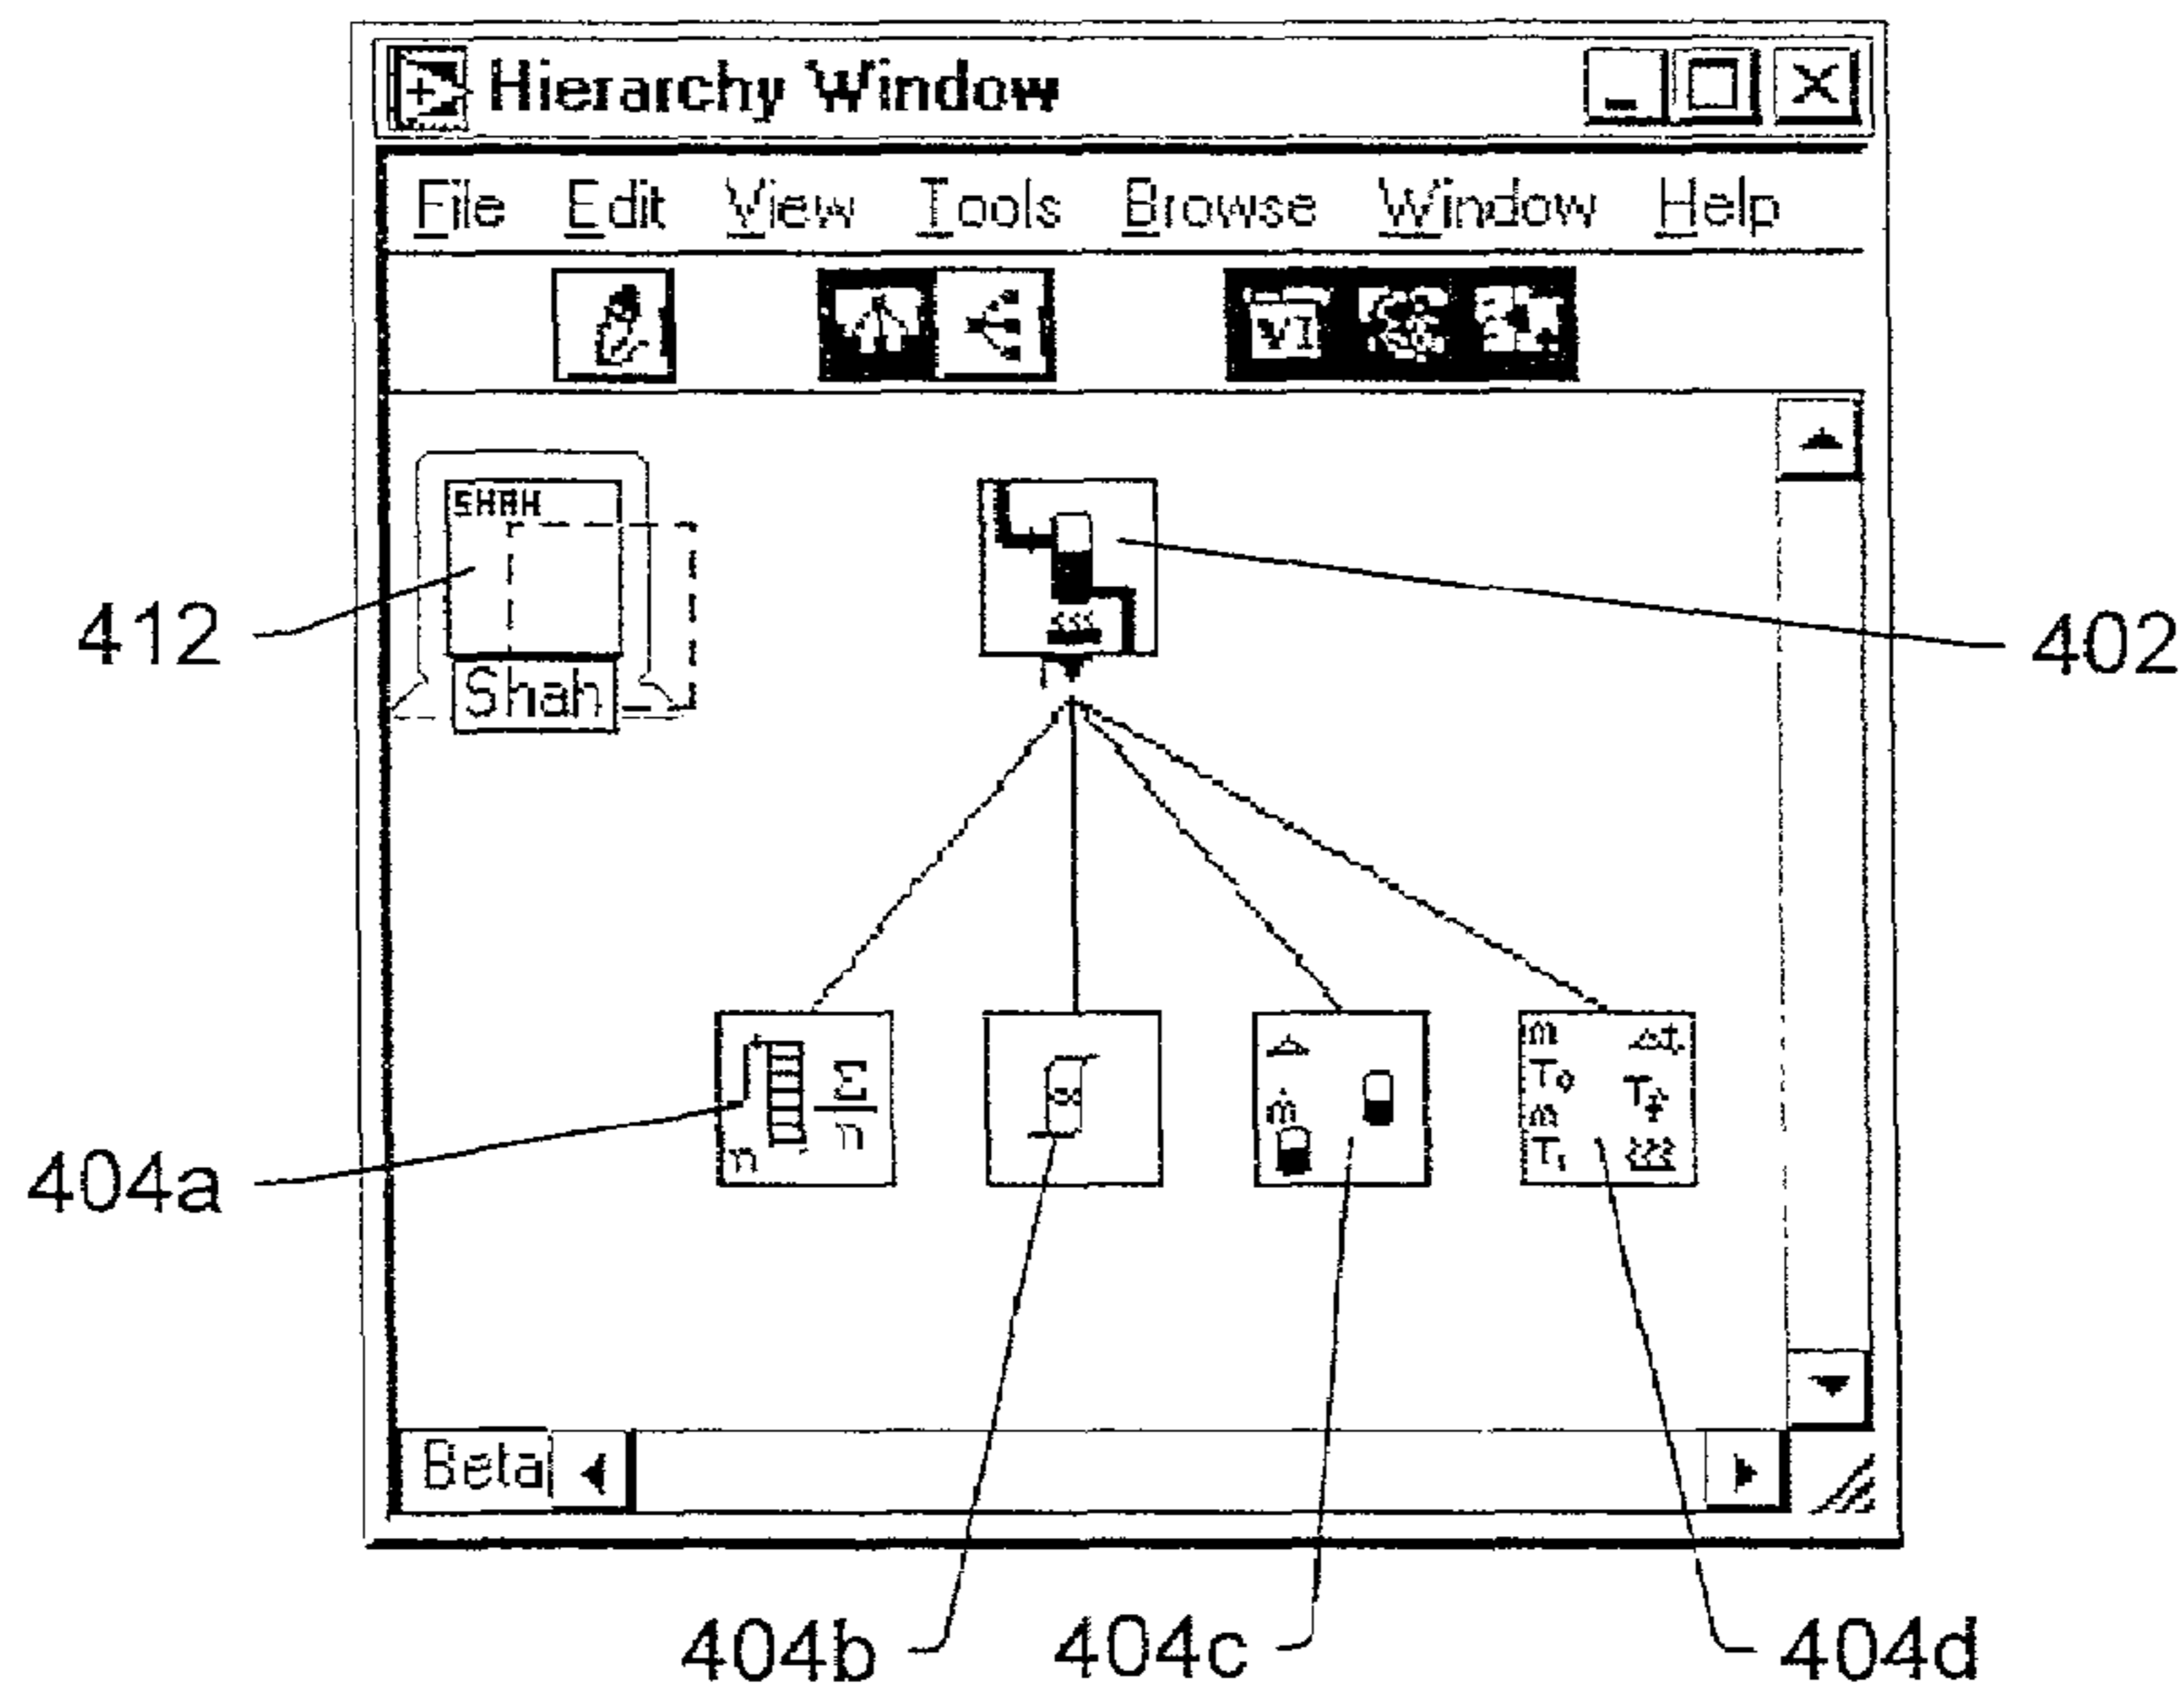 Hierarchy Window
File Edit View Tools Browse Window Help
VI
SHAH
Shah
412
402
n Σ n
∞
Δ ṁ
m Δt
T₀ T
m
T₁
404a
Beta
404b 404c 404d